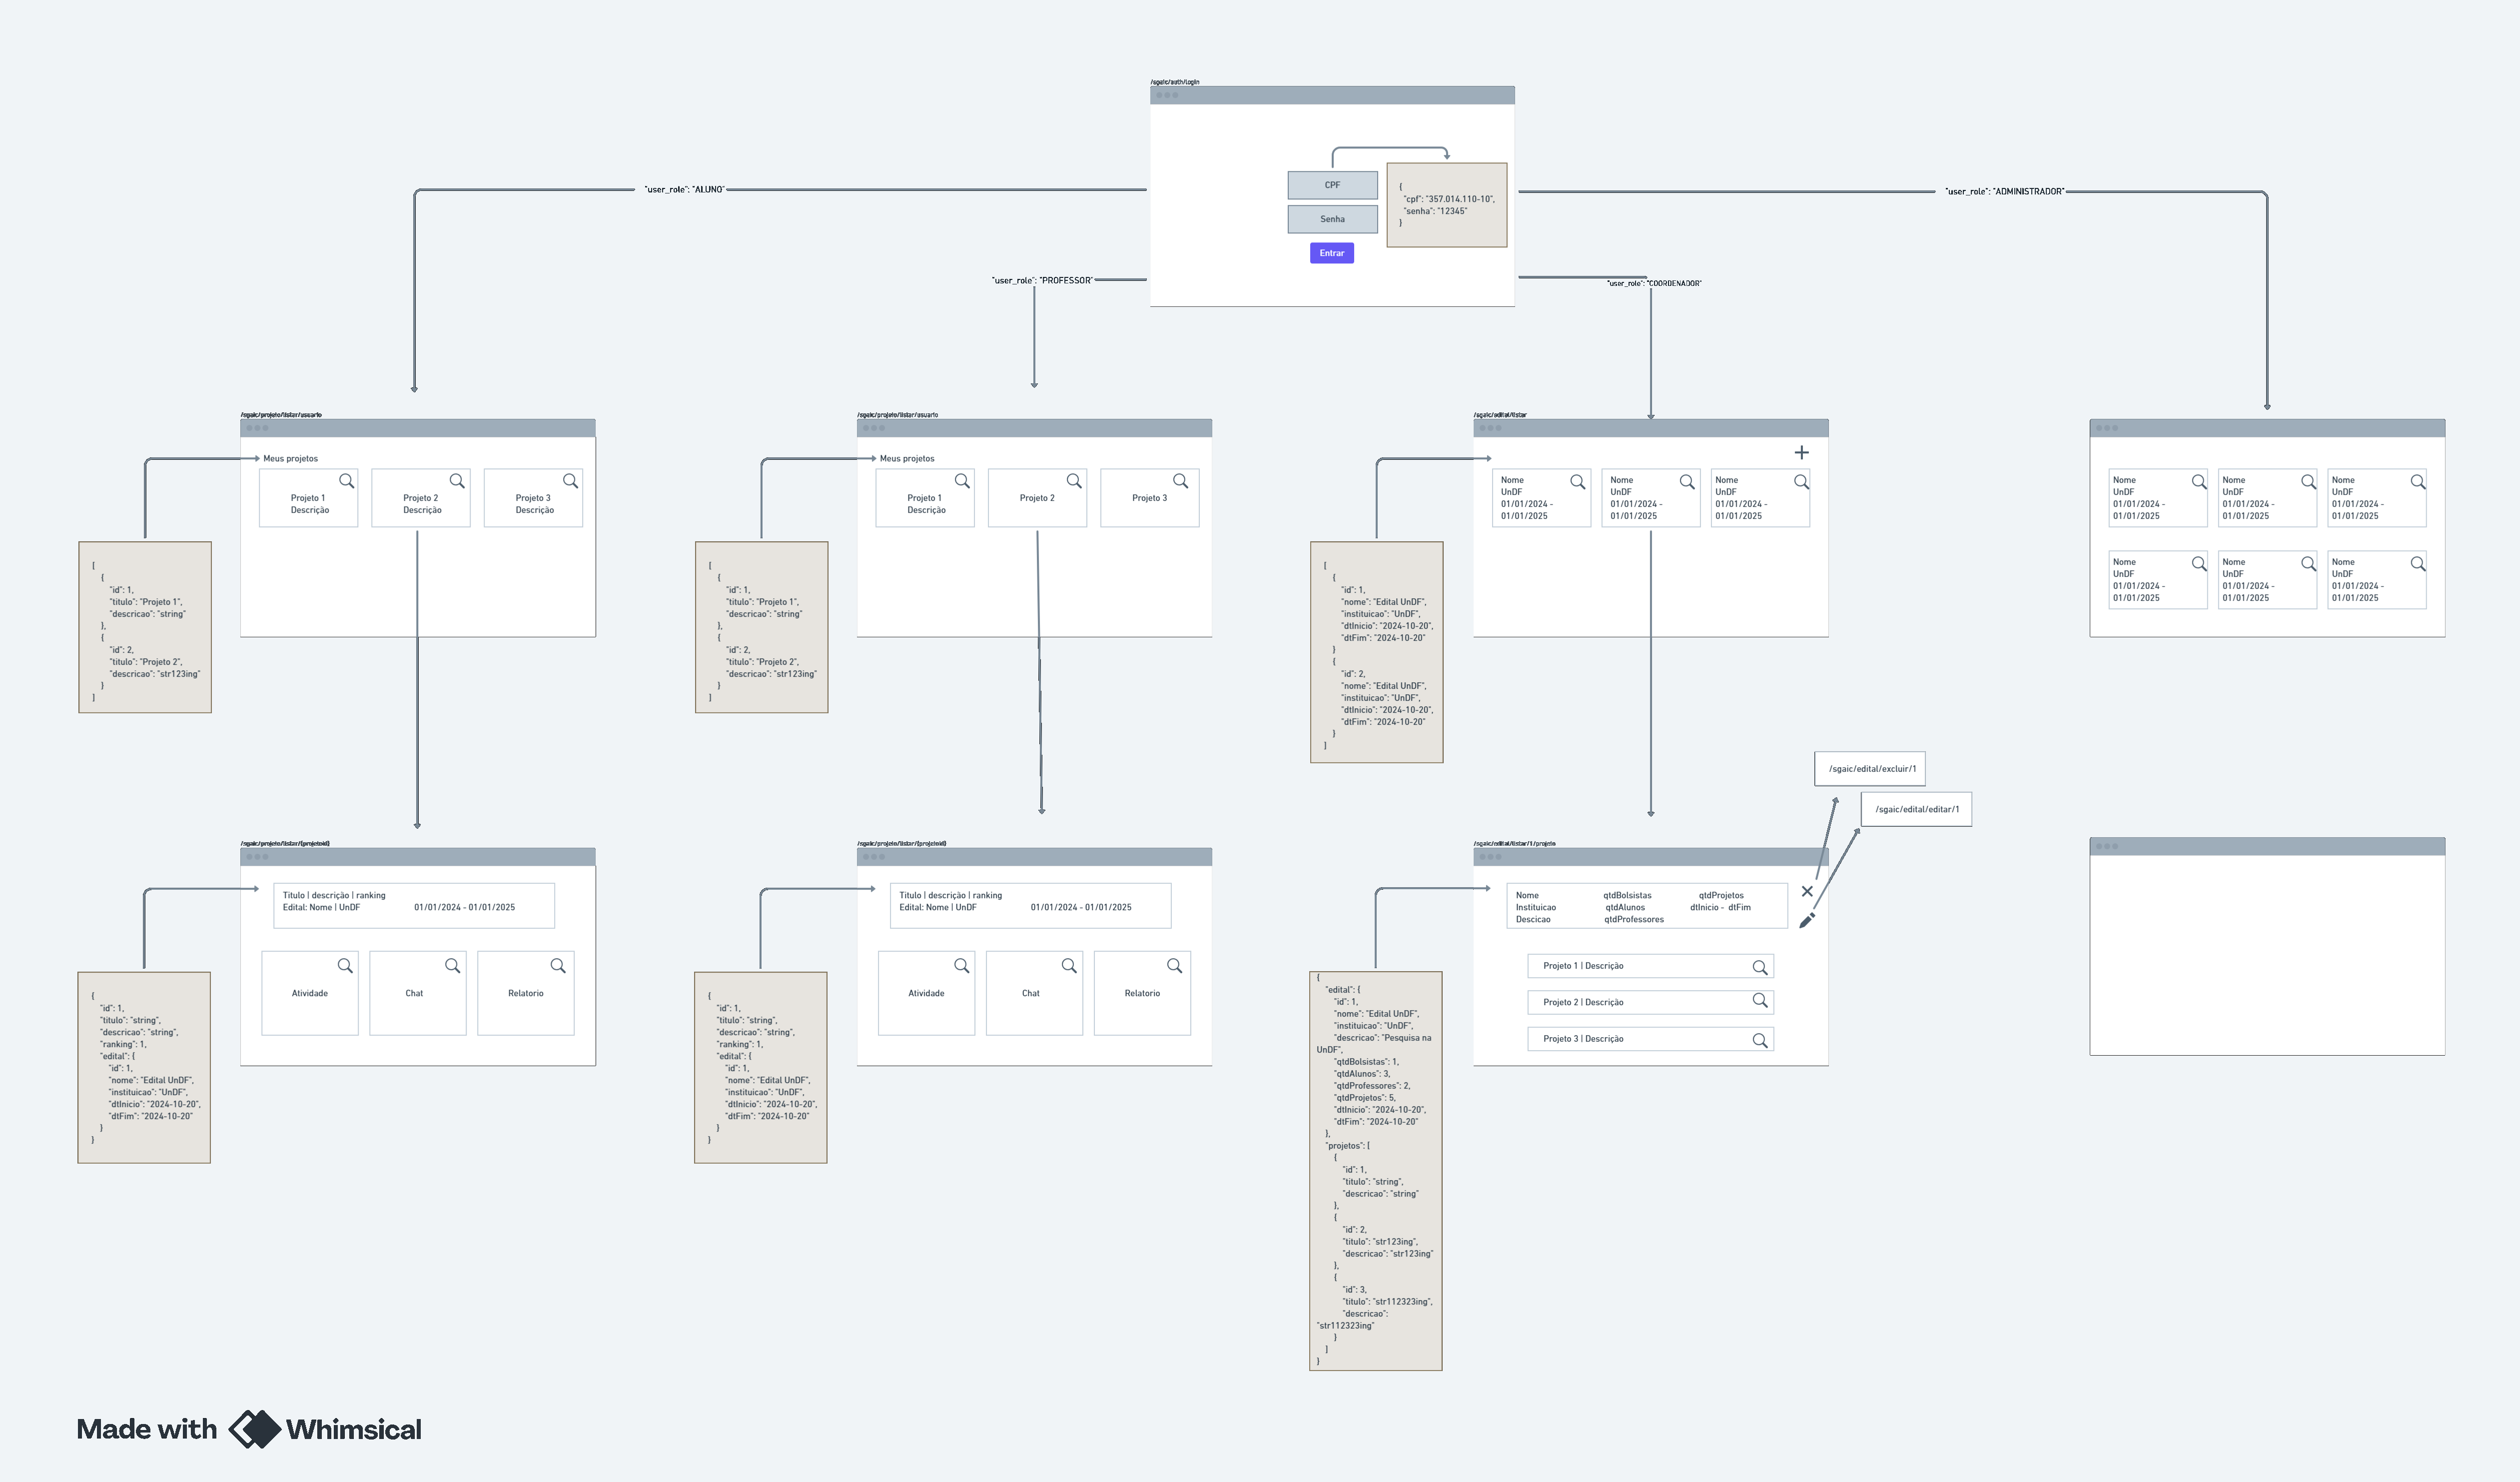 /sgaic/auth/login
CPF
Senha
Entrar
{
"cpf": "357.014.110-10",
"senha": "12345"
}
"user_role": "ALUNO"
"user_role": "ADMINISTRADOR"
"user_role": "PROFESSOR"
"user_role": "COORDENADOR"
/sgaic/projeto/listar/usuario
Meus projetos
Projeto 1
Descrição
Projeto 2
Descrição
Projeto 3
Descrição
[
{
"id": 1,
"titulo": "Projeto 1",
"descricao": "string"
},
{
"id": 2,
"titulo": "Projeto 2",
"descricao": "str123ing"
}
]
/sgaic/projeto/listar/usuario
Meus projetos
Projeto 1
Descrição
Projeto 2
Projeto 3
[
{
"id": 1,
"titulo": "Projeto 1",
"descricao": "string"
},
{
"id": 2,
"titulo": "Projeto 2",
"descricao": "str123ing"
}
]
/sgaic/edital/listar
Nome
UnDF
01/01/2024 -
01/01/2025
Nome
UnDF
01/01/2024 -
01/01/2025
Nome
UnDF
01/01/2024 -
01/01/2025
[
{
"id": 1,
"nome": "Edital UnDF",
"instituicao": "UnDF",
"dtInicio": "2024-10-20",
"dtFim": "2024-10-20"
}
{
"id": 2,
"nome": "Edital UnDF",
"instituicao": "UnDF",
"dtInicio": "2024-10-20",
"dtFim": "2024-10-20"
}
]
Nome
UnDF
01/01/2024 -
01/01/2025
Nome
UnDF
01/01/2024 -
01/01/2025
Nome
UnDF
01/01/2024 -
01/01/2025
Nome
UnDF
01/01/2024 -
01/01/2025
Nome
UnDF
01/01/2024 -
01/01/2025
Nome
UnDF
01/01/2024 -
01/01/2025
/sgaic/projeto/listar/{projetoId}
Titulo | descrição | ranking
Edital: Nome | UnDF 01/01/2024 - 01/01/2025
Atividade
Chat
Relatorio
{
"id": 1,
"titulo": "string",
"descricao": "string",
"ranking": 1,
"edital": {
"id": 1,
"nome": "Edital UnDF",
"instituicao": "UnDF",
"dtInicio": "2024-10-20",
"dtFim": "2024-10-20"
}
}
/sgaic/projeto/listar/{projetoId}
Titulo | descrição | ranking
Edital: Nome | UnDF 01/01/2024 - 01/01/2025
Atividade
Chat
Relatorio
{
"id": 1,
"titulo": "string",
"descricao": "string",
"ranking": 1,
"edital": {
"id": 1,
"nome": "Edital UnDF",
"instituicao": "UnDF",
"dtInicio": "2024-10-20",
"dtFim": "2024-10-20"
}
}
/sgaic/edital/excluir/1
/sgaic/edital/editar/1
/sgaic/edital/listar/1/projeto
Nome qtdBolsistas qtdProjetos
Instituicao qtdAlunos dtInicio - dtFim
Descicao qtdProfessores
Projeto 1 | Descrição
Projeto 2 | Descrição
Projeto 3 | Descrição
{
"edital": {
"id": 1,
"nome": "Edital UnDF",
"instituicao": "UnDF",
"descricao": "Pesquisa na
UnDF",
"qtdBolsistas": 1,
"qtdAlunos": 3,
"qtdProfessores": 2,
"qtdProjetos": 5,
"dtInicio": "2024-10-20",
"dtFim": "2024-10-20"
},
"projetos": [
{
"id": 1,
"titulo": "string",
"descricao": "string"
},
{
"id": 2,
"titulo": "str123ing",
"descricao": "str123ing"
},
{
"id": 3,
"titulo": "str112323ing",
"descricao":
"str112323ing"
}
]
}
Made with Whimsical